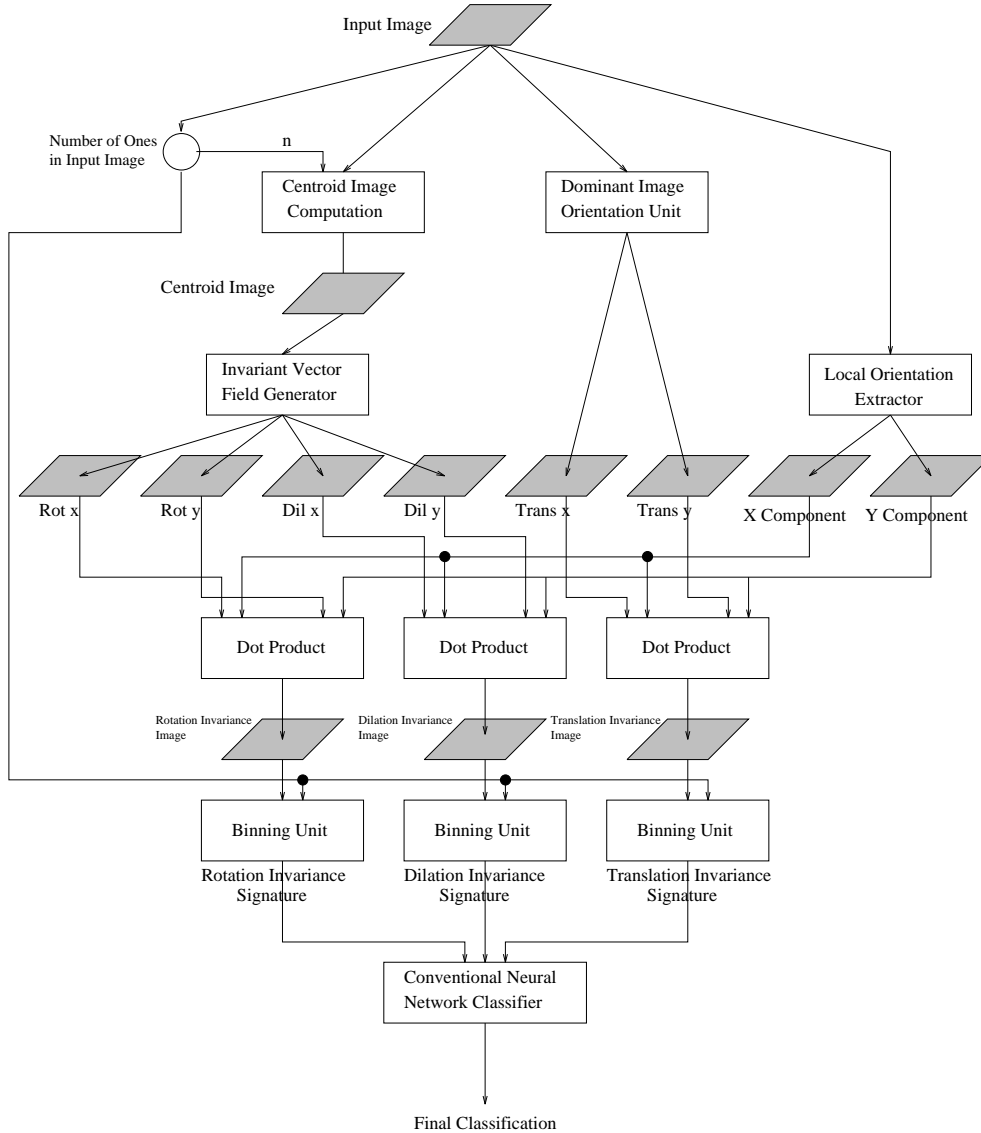 Input Image
Number of Ones
in Input Image
n
Centroid Image
Computation
Dominant Image
Orientation Unit
Centroid Image
Invariant Vector
Field Generator
Local Orientation
Extractor
Rot x
Rot y
Dil x
Dil y
Trans x
Trans y
X Component
Y Component
Dot Product
Dot Product
Dot Product
Rotation Invariance
Image
Dilation Invariance
Image
Translation Invariance
Image
Binning Unit
Binning Unit
Binning Unit
Rotation Invariance
Signature
Dilation Invariance
Signature
Translation Invariance
Signature
Conventional Neural
Network Classifier
Final Classification